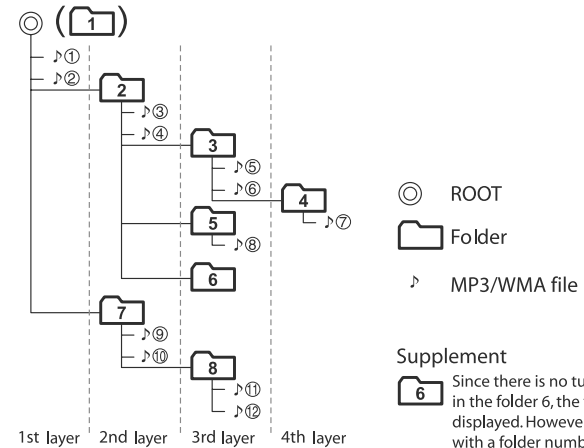 ( 1 )
♪①
♪②
2
♪③
♪④
3
♪⑤
♪⑥
4
♪⑦
5
♪⑧
6
7
♪⑨
♪⑩
8
♪⑪
♪⑫
1st layer 2nd layer 3rd layer 4th layer
ROOT
Folder
♪ MP3/WMA file
Supplement
6 Since there is no tu
in the folder 6, the
displayed. Howeve
with a folder numb